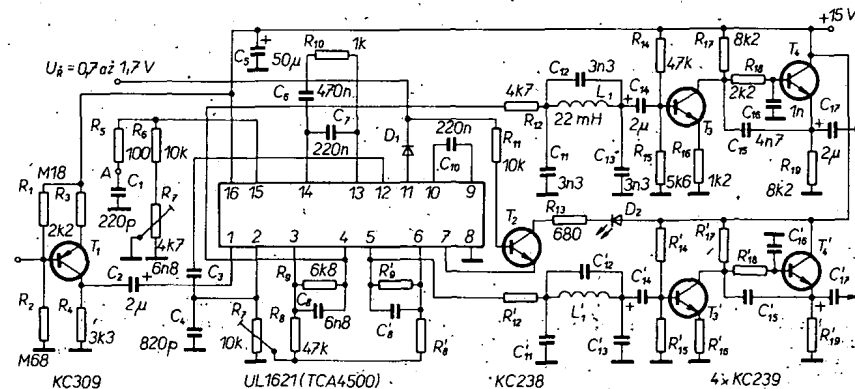 +15 V
R14 47k
R17 8k2
T4
R10 1k
C5 + 50µ
UŘ = 0,7 až 1,7 V
C12 3n3
R18 2k2
C6 470n
4k7
L1
C14
C16 1n
C17
R12
22 mH
2µ
T3
R5 R6
C7 220n
D1
220n C10
R11 10k
C15 4n7
2µ
100 10k
M18
A
C11 3n3
C13 3n3
R15 5k6
R16 1k2
R19 8k2
R1 R3
C1
R7
16 15 14 13 12 11 10 9
220p
T2
R13 680
D2
2k2
T1
4k7
1 2 3 4 5 6 7 8
R'14
R'17
C'16
T'4
6n8
C2 + 2µ
C3
R9 6k8
R'9
C'12
R'18
C'14
C'17
R2
R4
C4
C8 6n8
C'8
R'12
L'1
T'3
C'15
R7 10k
R8 47k
R'8
C'11
C'13
R'15
R'16
R'19
M68
3k3
820p
KC309
UL1621 (TCA4500)
KC238
4x KC239